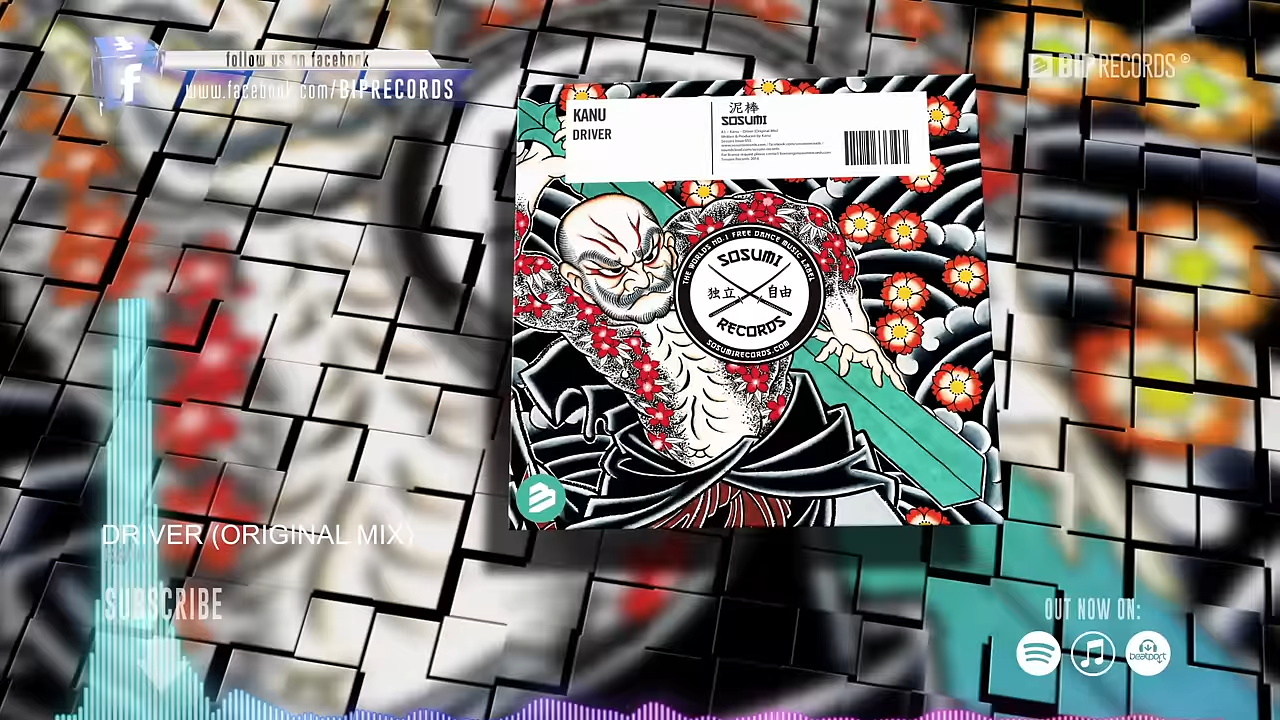 follow us on facebook
www.facebook.com/BIPRECORDS
BIP RECORDS®
KANU
DRIVER
泥棒
SOSUMI
THE WORLDS NO.1 FREE DANCE MUSIC LABEL
SOSUMI
独立 自由
RECORDS
SOSUMIRECORDS.COM
DRIVER (ORIGINAL MIX)
SUBSCRIBE
OUT NOW ON:
beatport